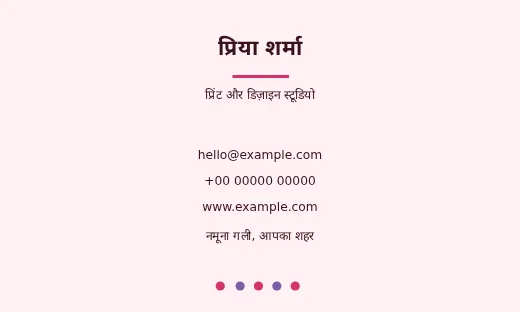 प्रिया शर्मा
प्रिंट और डिज़ाइन स्टूडियो
hello@example.com
+00 00000 00000
www.example.com
नमूना गली, आपका शहर